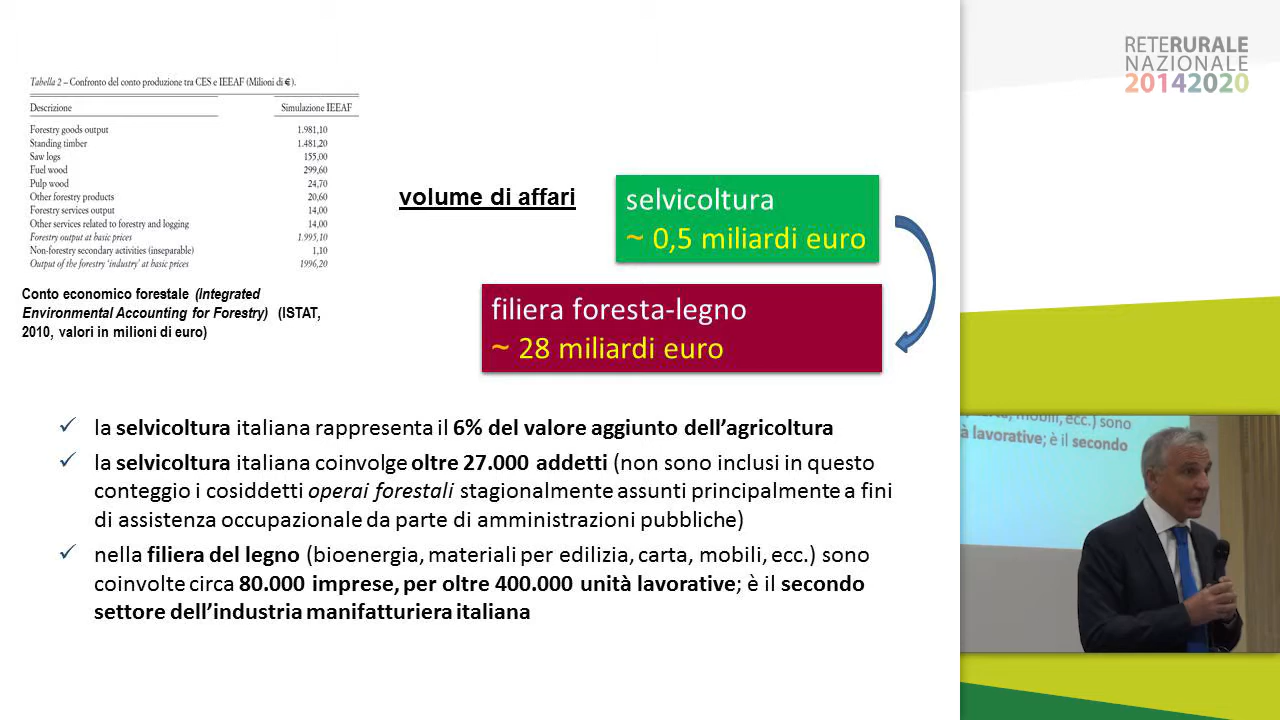 Tabella 2 – Confronto del conto produzione tra CES e IEEAF (Milioni di €).
Descrizione Simulazione IEEAF
Forestry goods output 1.981,10
Standing timber 1.481,20
Saw logs 155,00
Fuel wood 299,60
Pulp wood 24,70
Other forestry products 20,60
Forestry services output 14,00
Other services related to forestry and logging 14,00
Forestry output at basic prices 1.995,10
Non-forestry secondary activities (inseparable) 1,10
Output of the forestry 'industry' at basic prices 1996,20
Conto economico forestale (Integrated
Environmental Accounting for Forestry) (ISTAT,
2010, valori in milioni di euro)
volume di affari
selvicoltura
~ 0,5 miliardi euro
filiera foresta-legno
~ 28 miliardi euro
✓ la selvicoltura italiana rappresenta il 6% del valore aggiunto dell’agricoltura
✓ la selvicoltura italiana coinvolge oltre 27.000 addetti (non sono inclusi in questo
conteggio i cosiddetti operai forestali stagionalmente assunti principalmente a fini
di assistenza occupazionale da parte di amministrazioni pubbliche)
✓ nella filiera del legno (bioenergia, materiali per edilizia, carta, mobili, ecc.) sono
coinvolte circa 80.000 imprese, per oltre 400.000 unità lavorative; è il secondo
settore dell’industria manifatturiera italiana
RETERURALE
NAZIONALE
20142020
mobili, ecc.) sono
lavorative; è il secondo